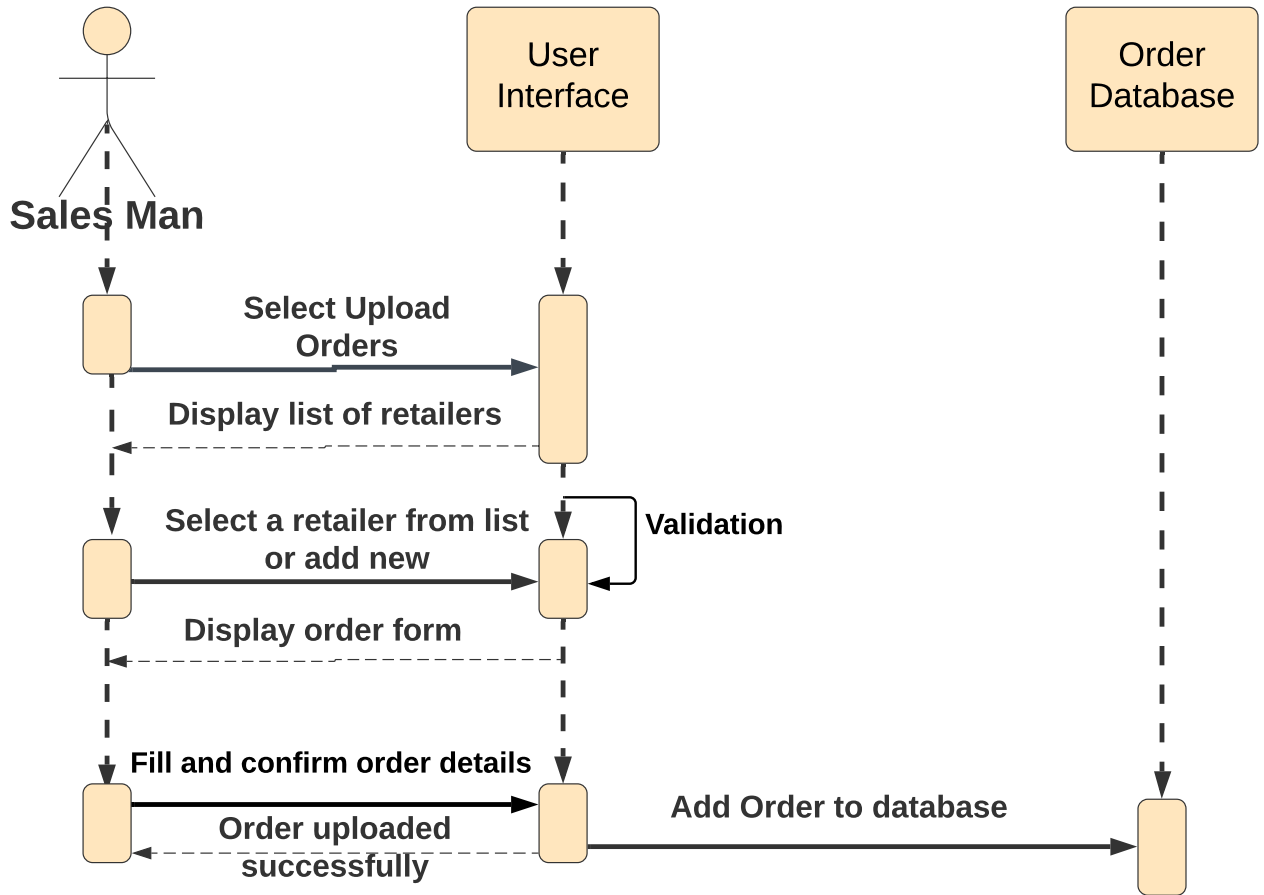 User
Interface
Order
Database
Sales Man
Select Upload
Orders
Display list of retailers
Select a retailer from list
or add new
Validation
Display order form
Fill and confirm order details
Add Order to database
Order uploaded
successfully